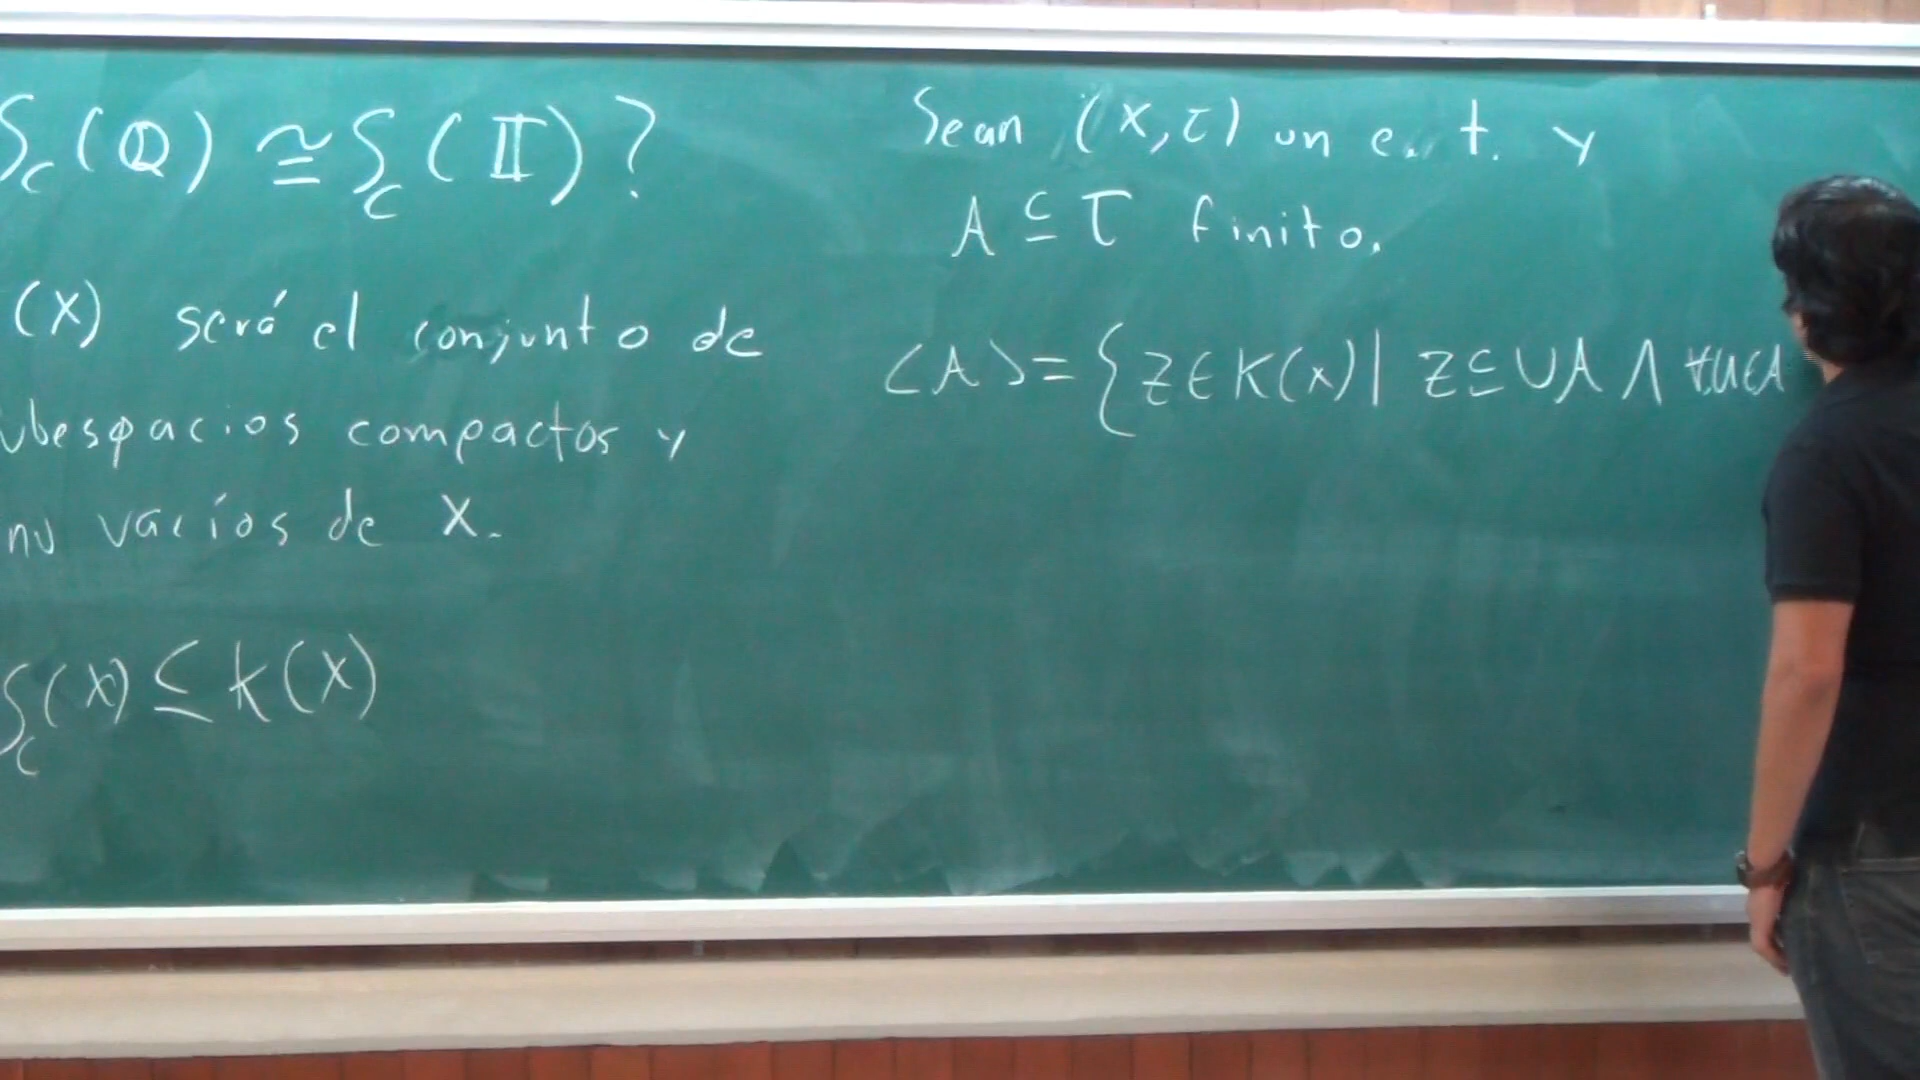 S_c(ℚ) ≅ S_c(𝕀)?
(X) será el conjunto de
ubespacios compactos y
no vacíos de X.
S_c(X) ≤ K(X)
Sean (X,τ) un e. t. y
A ⊆ τ finito.
⟨A⟩ = { Z ∈ K(X) | Z ⊆ ∪A ∧ ∀U∈A